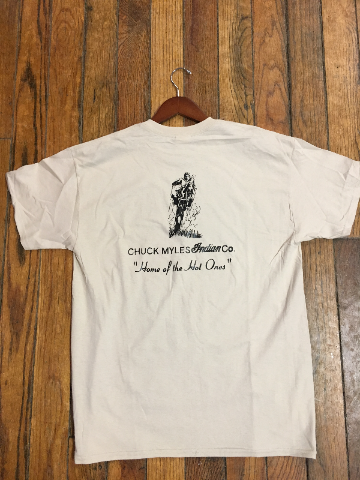 CHUCK MYLES Indian Co.
"Home of the Hot Ones"